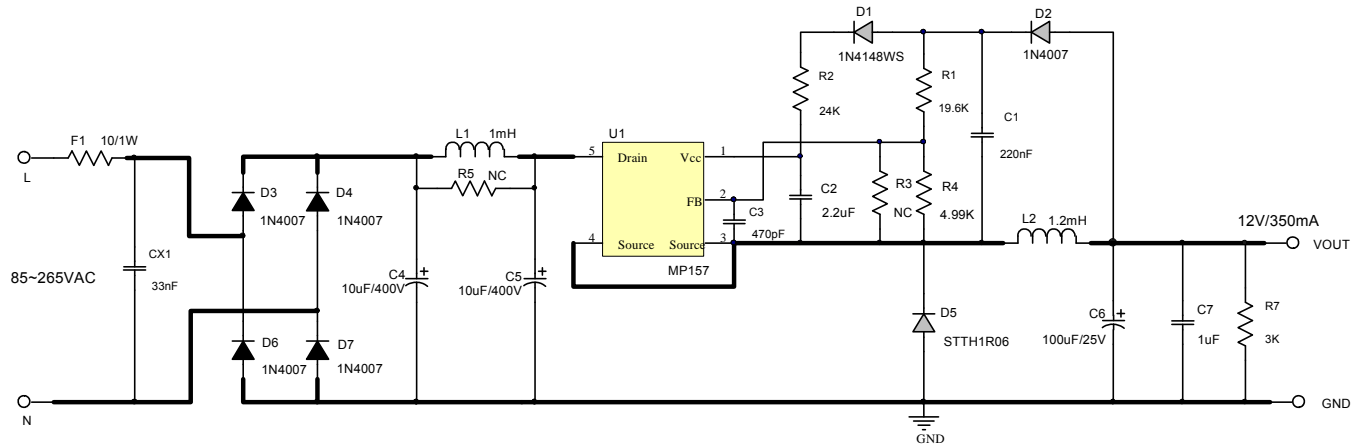 D1
1N4148WS
D2
1N4007
R2
24K
R1
19.6K
C1
220nF
F1 10/1W
L
L1 1mH
R5 NC
U1
5 Drain
Vcc 1
FB 2
4 Source
Source 3
MP157
C2
2.2uF
C3
470pF
R3
NC
R4
4.99K
L2 1.2mH
12V/350mA
VOUT
D3
1N4007
D4
1N4007
CX1
33nF
85~265VAC
C4 +
10uF/400V
C5 +
10uF/400V
D5
STTH1R06
C6 +
100uF/25V
C7
1uF
R7
3K
D6
1N4007
D7
1N4007
N
GND
GND